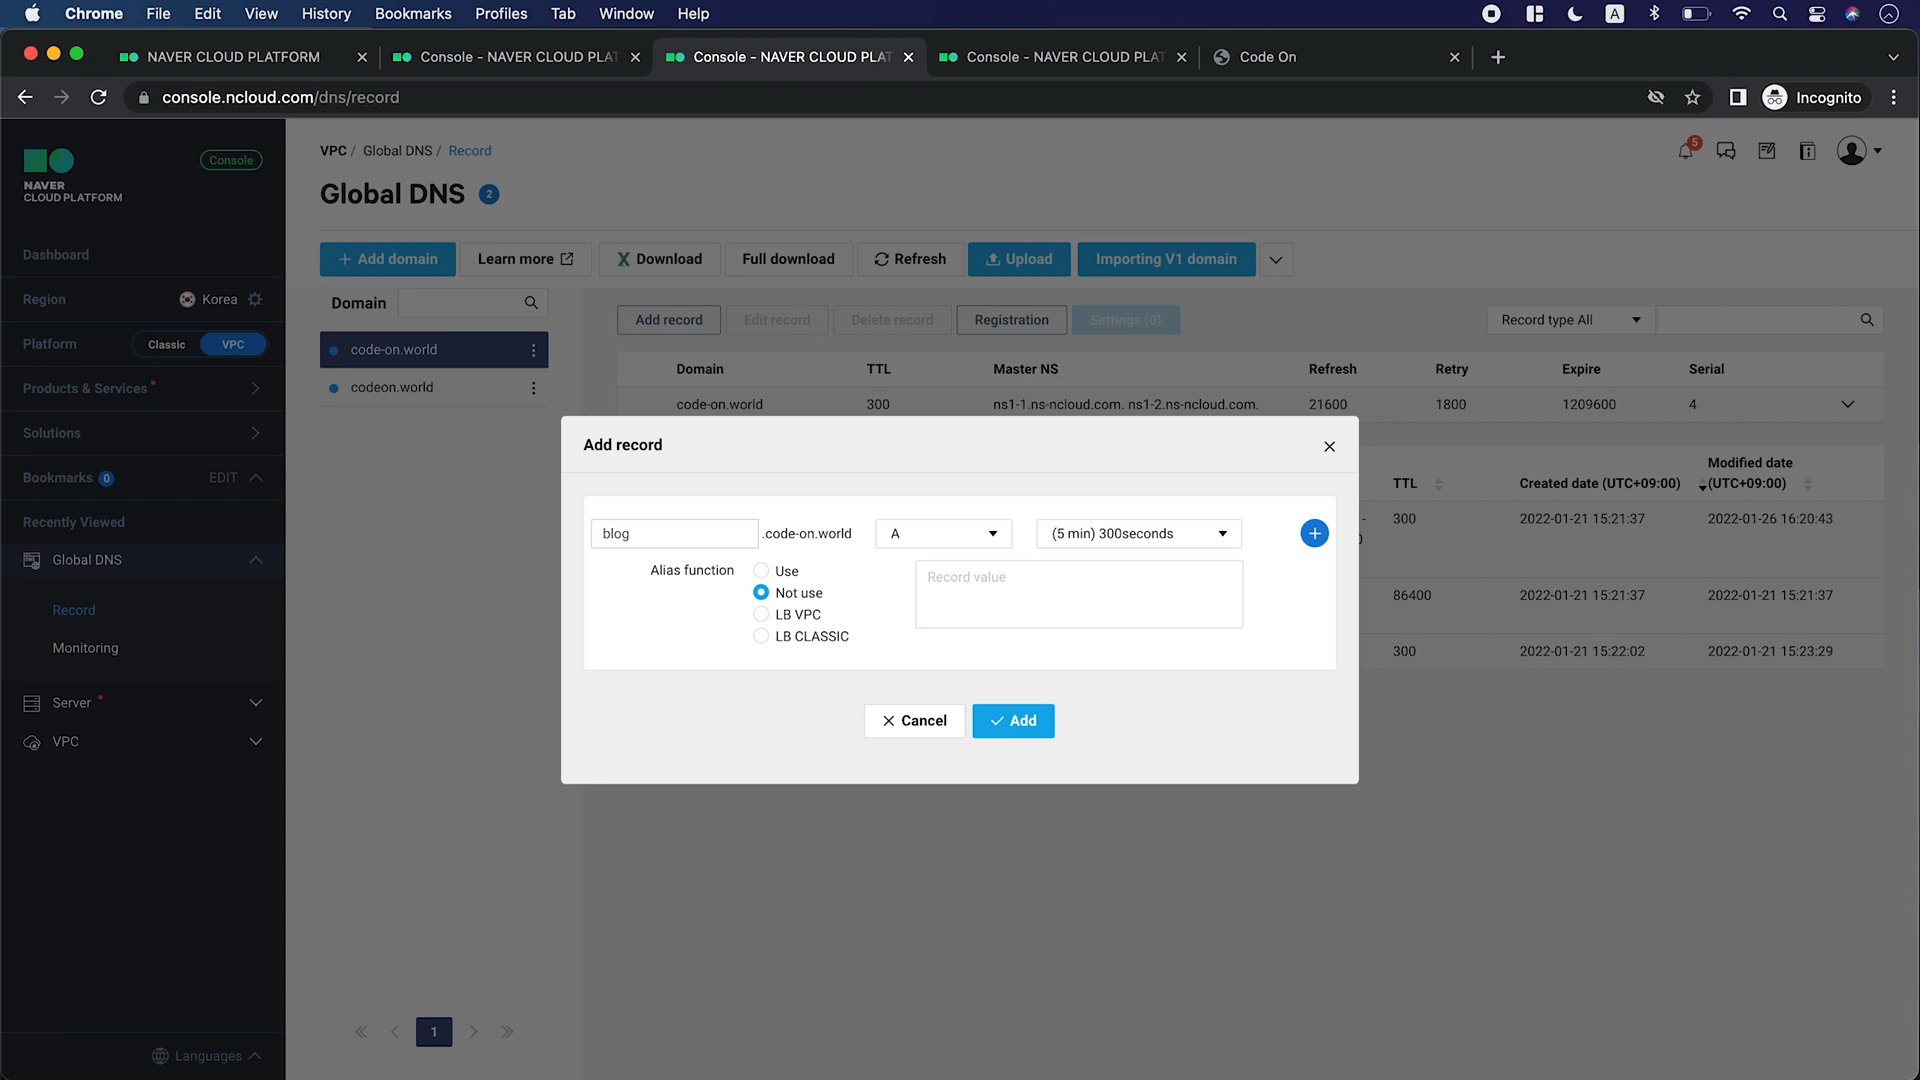 Chrome File Edit View History Bookmarks Profiles Tab Window Help
A
NAVER CLOUD PLATFORM
Console - NAVER CLOUD PLAT
Console - NAVER CLOUD PLAT
Console - NAVER CLOUD PLAT
Code On
console.ncloud.com/dns/record
Incognito
NAVER
CLOUD PLATFORM
Console
Dashboard
Region
Korea
Platform
Classic
VPC
Products & Services
Solutions
Bookmarks 0
EDIT
Recently Viewed
Global DNS
Record
Monitoring
Server
VPC
Languages
VPC / Global DNS / Record
5
Global DNS 2
+ Add domain
Learn more
Download
Full download
Refresh
Upload
Importing V1 domain
Domain
code-on.world
codeon.world
1
Add record
Edit record
Delete record
Registration
Settings (0)
Record type All
Domain TTL Master NS Refresh Retry Expire Serial
code-on.world 300 ns1-1.ns-ncloud.com. ns1-2.ns-ncloud.com. 21600 1800 1209600 4
TTL Created date (UTC+09:00) Modified date
(UTC+09:00)
300 2022-01-21 15:21:37 2022-01-26 16:20:43
86400 2022-01-21 15:21:37 2022-01-21 15:21:37
300 2022-01-21 15:22:02 2022-01-21 15:23:29
Add record
blog .code-on.world A (5 min) 300seconds
Alias function
Use
Not use
LB VPC
LB CLASSIC
Record value
Cancel
Add